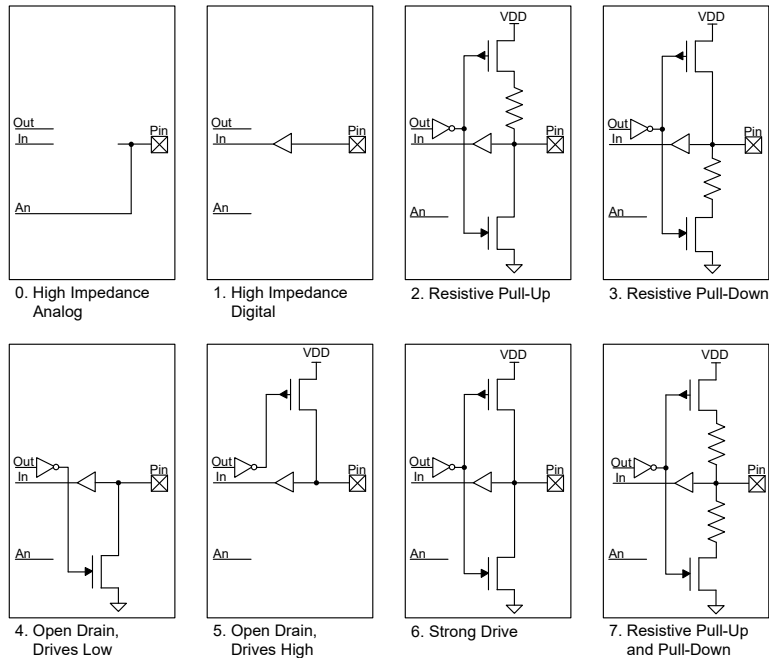 Out
In
Pin
An
0. High Impedance
Analog
Out
In
Pin
An
1. High Impedance
Digital
VDD
Out
In
Pin
An
2. Resistive Pull-Up
VDD
Out
In
Pin
An
3. Resistive Pull-Down
Out
In
Pin
An
4. Open Drain,
Drives Low
VDD
Out
In
Pin
An
5. Open Drain,
Drives High
VDD
Out
In
Pin
An
6. Strong Drive
VDD
Out
In
Pin
An
7. Resistive Pull-Up
and Pull-Down